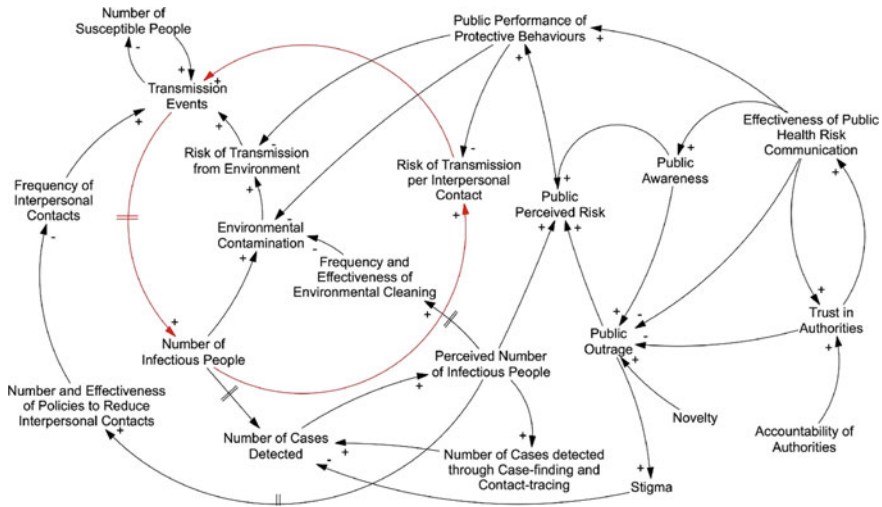 Number of
Susceptible People
Public Performance of
Protective Behaviours
Transmission
Events
Effectiveness of Public
Health Risk
Communication
Risk of Transmission
from Environment
Risk of Transmission
per Interpersonal
Contact
Public
Awareness
Frequency of
Interpersonal
Contacts
Public
Perceived Risk
Environmental
Contamination
Frequency and
Effectiveness of
Environmental Cleaning
Trust in
Authorities
Number of
Infectious People
Public
Outrage
Perceived Number
of Infectious People
Number and Effectiveness
of Policies to Reduce
Interpersonal Contacts
Novelty
Accountability of
Authorities
Number of Cases
Detected
Number of Cases detected
through Case-finding and
Contact-tracing
Stigma